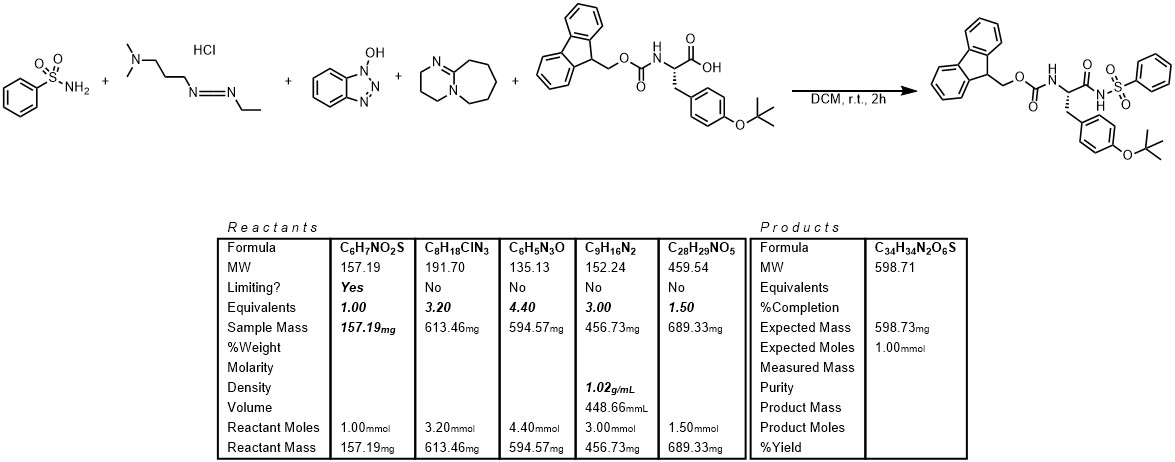 HCl
O O
S
NH2
+
N
N N
+
OH
N
N
N
+
N
N
+
O
O
H
N
O
OH
O
DCM, r.t., 2h
O
O
H
N
O
N
H
O
S
O
O
Reactants
Formula C6H7NO2S C8H18ClN3 C6H5N3O C9H16N2 C28H29NO5
MW 157.19 191.70 135.13 152.24 459.54
Limiting? Yes No No No No
Equivalents 1.00 3.20 4.40 3.00 1.50
Sample Mass 157.19mg 613.46mg 594.57mg 456.73mg 689.33mg
%Weight
Molarity
Density 1.02g/mL
Volume 448.66mmL
Reactant Moles 1.00mmol 3.20mmol 4.40mmol 3.00mmol 1.50mmol
Reactant Mass 157.19mg 613.46mg 594.57mg 456.73mg 689.33mg
Products
Formula C34H34N2O6S
MW 598.71
Equivalents
%Completion
Expected Mass 598.73mg
Expected Moles 1.00mmol
Measured Mass
Purity
Product Mass
Product Moles
%Yield